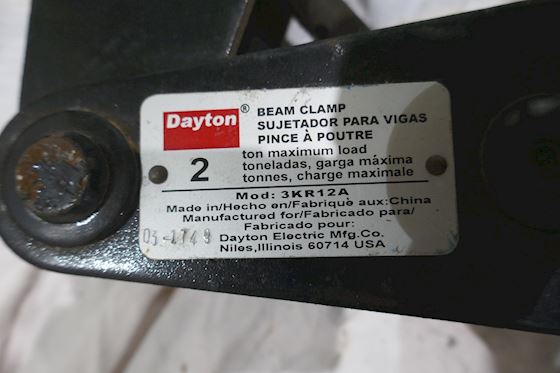 Dayton®
BEAM CLAMP
SUJETADOR PARA VIGAS
PINCE À POUTRE
2
ton maximum load
toneladas, garga máxima
tonnes, charge maximale
Mod: 3KR12A
Made in/Hecho en/Fabrique aux:China
Manufactured for/Fabricado para/
Fabricado pour:
03-1749
Dayton Electric Mfg.Co.
Niles,Illinois 60714 USA